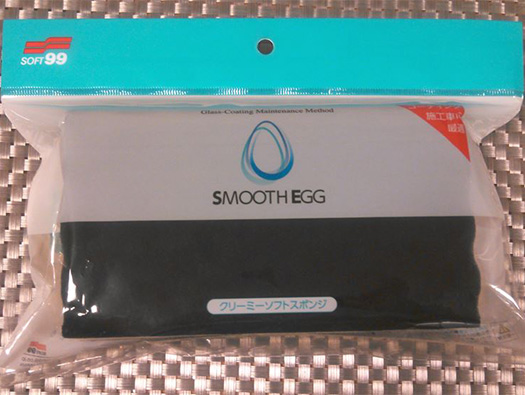 SOFT99
Glass-Coating Maintenance Method
施工車に
最適
SMOOTH EGG
クリーミーソフトスポンジ